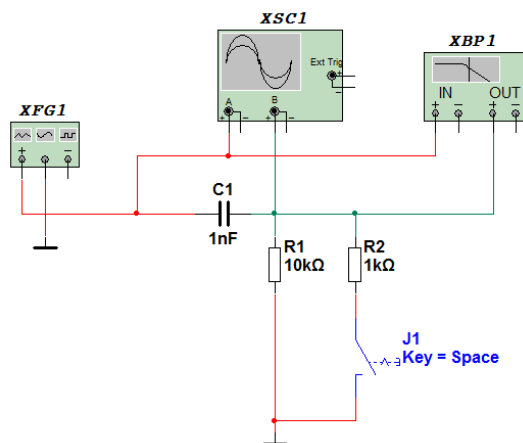 XSC1
XBP1
Ext Trig
+
−
A
B
+ − + −
IN OUT
+ − + −
XFG1
+ −
C1
1nF
R1
10kΩ
R2
1kΩ
J1
Key = Space